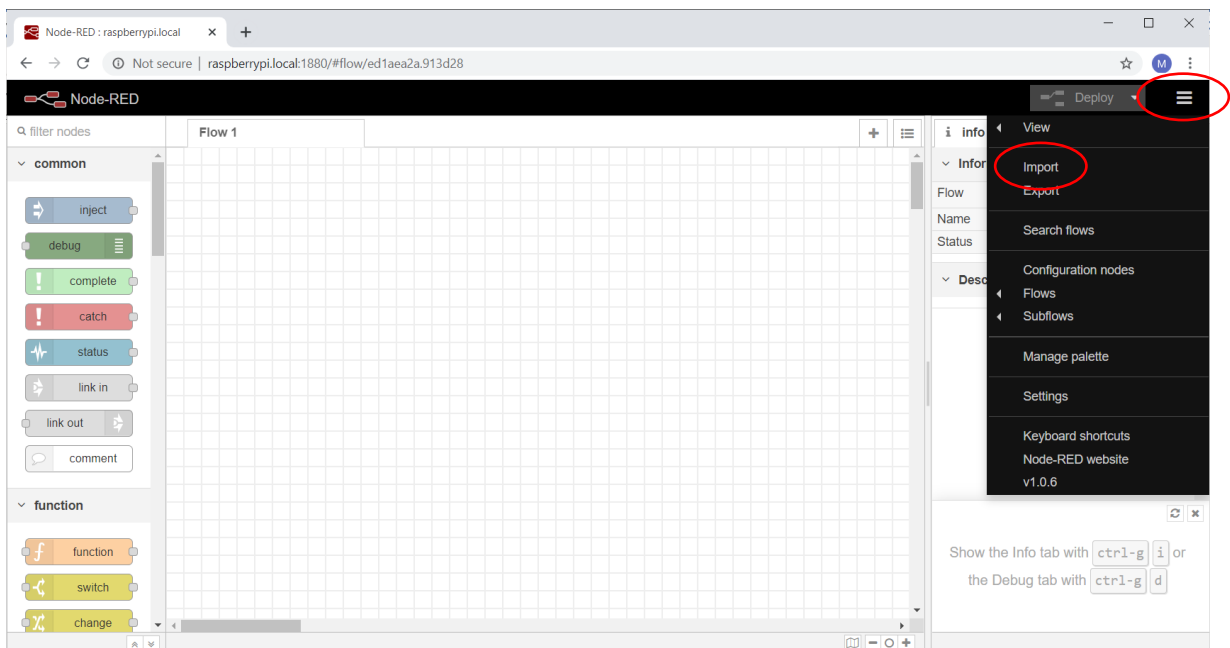 Node-RED : raspberrypi.local
Not secure | raspberrypi.local:1880/#flow/ed1aea2a.913d28
M
Node-RED
Deploy
filter nodes
Flow 1
i info
View
common
Infor
Import
Flow
Export
inject
Name
Search flows
debug
Status
complete
Desc
Configuration nodes
Flows
catch
Subflows
status
Manage palette
link in
Settings
link out
Keyboard shortcuts
comment
Node-RED website
v1.0.6
function
Show the Info tab with ctrl-g i or
the Debug tab with ctrl-g d
function
switch
change